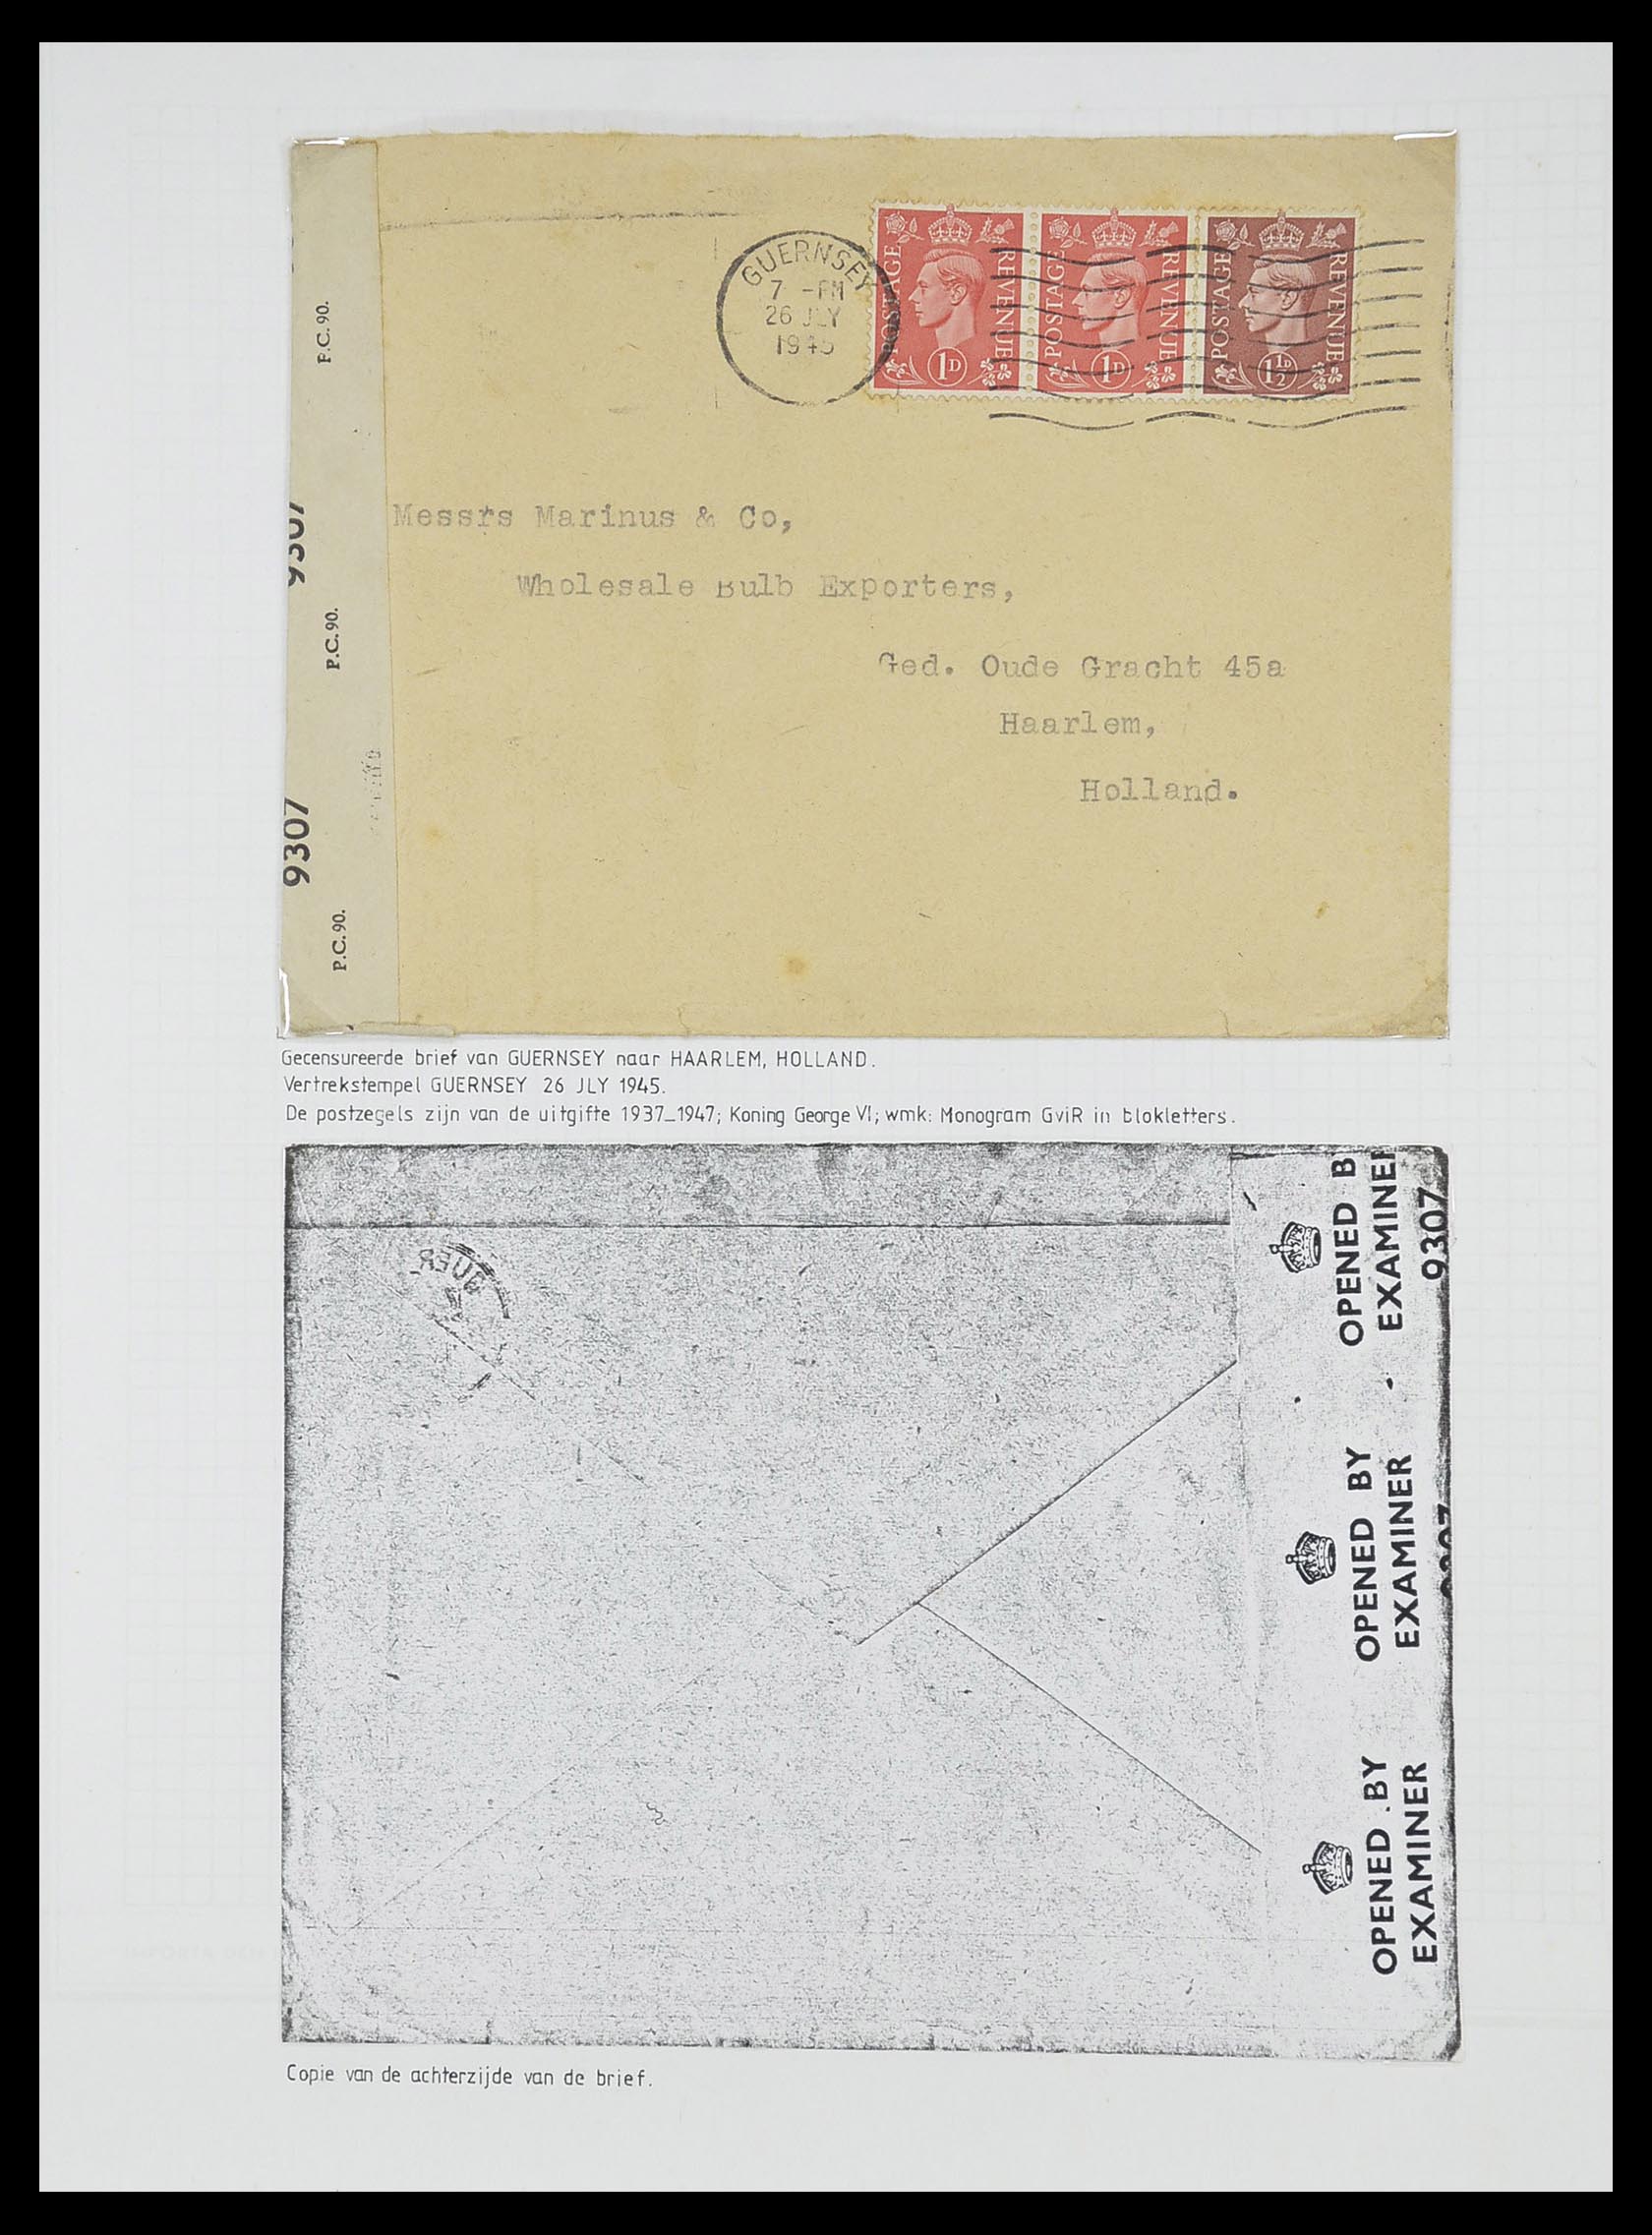 GUERNSEY
7 - PM
26 JLY
1945
POSTAGE REVENUE
1D
POSTAGE REVENUE
1D
POSTAGE REVENUE
1½D
P.C. 90.
9307
P.C. 90.
9307
P.C. 90.
Messrs Marinus & Co,
Wholesale Bulb Exporters,
Ged. Oude Gracht 45a
Haarlem,
Holland.
Gecensureerde brief van GUERNSEY naar HAARLEM, HOLLAND.
Vertrekstempel GUERNSEY 26 JLY 1945.
De postzegels zijn van de uitgifte 1937_1947; Koning George VI; wmk: Monogram GviR in blokletters.
GUER
OPENED B
EXAMINER
9307
OPENED BY
EXAMINER
9307
OPENED BY
EXAMINER
Copie van de achterzijde van de brief.